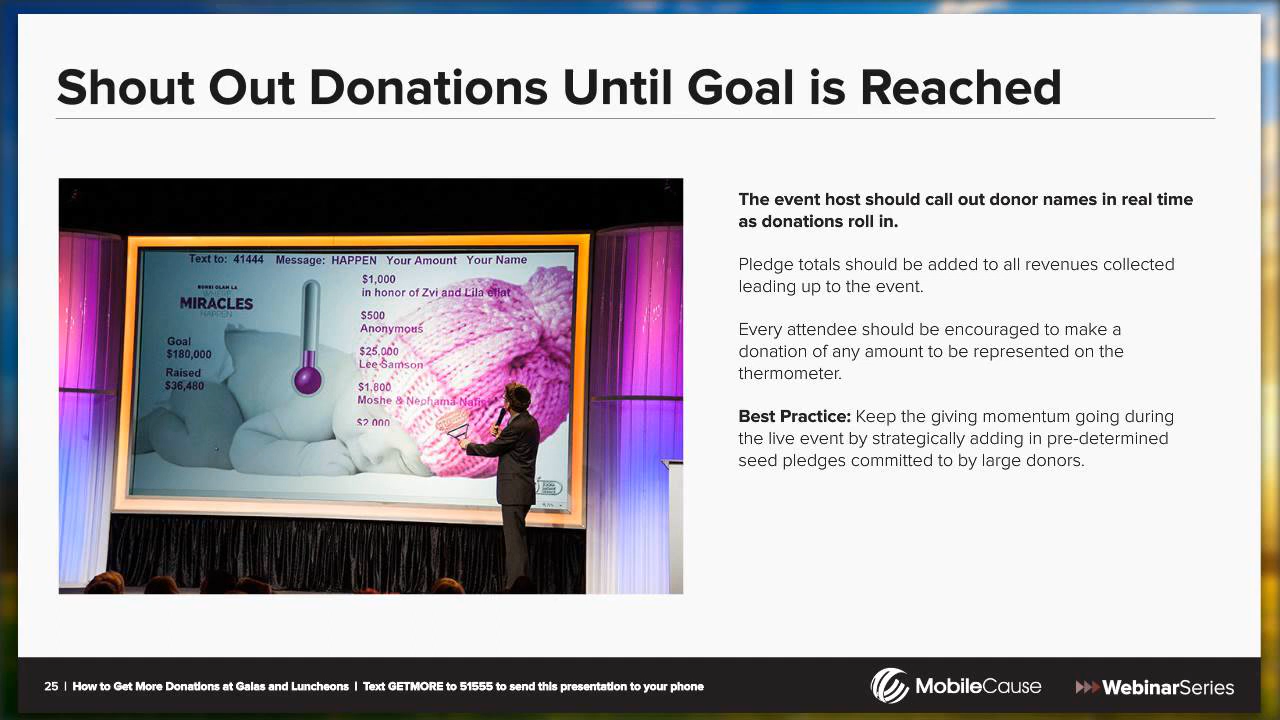 Shout Out Donations Until Goal is Reached
Text to: 41444 Message: HAPPEN Your Amount Your Name
BONEI OLAM LA
WHERE
MIRACLES
HAPPEN
Goal
$180,000
Raised
$36,480
$1,000
in honor of Zvi and Lila
$500
Anonymous
$25,000
Lee Samson
$1,800
Moshe & Nechama
$2,000
The event host should call out donor names in real time
as donations roll in.
Pledge totals should be added to all revenues collected
leading up to the event.
Every attendee should be encouraged to make a
donation of any amount to be represented on the
thermometer.
Best Practice: Keep the giving momentum going during
the live event by strategically adding in pre-determined
seed pledges committed to by large donors.
25 | How to Get More Donations at Galas and Luncheons | Text GETMORE to 51555 to send this presentation to your phone
MobileCause
WebinarSeries